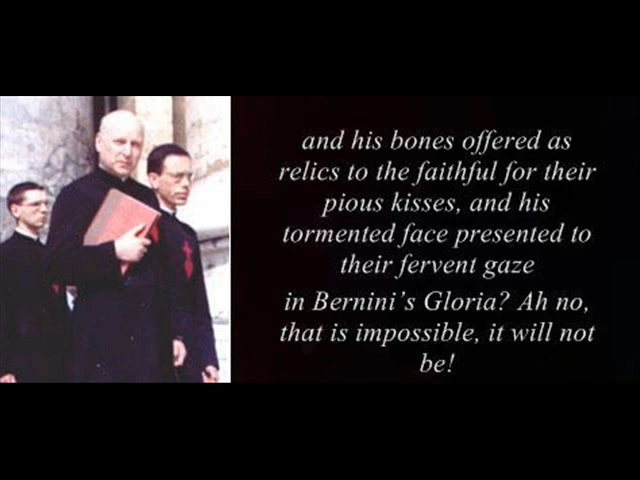 and his bones offered as
relics to the faithful for their
pious kisses, and his
tormented face presented to
their fervent gaze
in Bernini's Gloria? Ah no,
that is impossible, it will not
be!